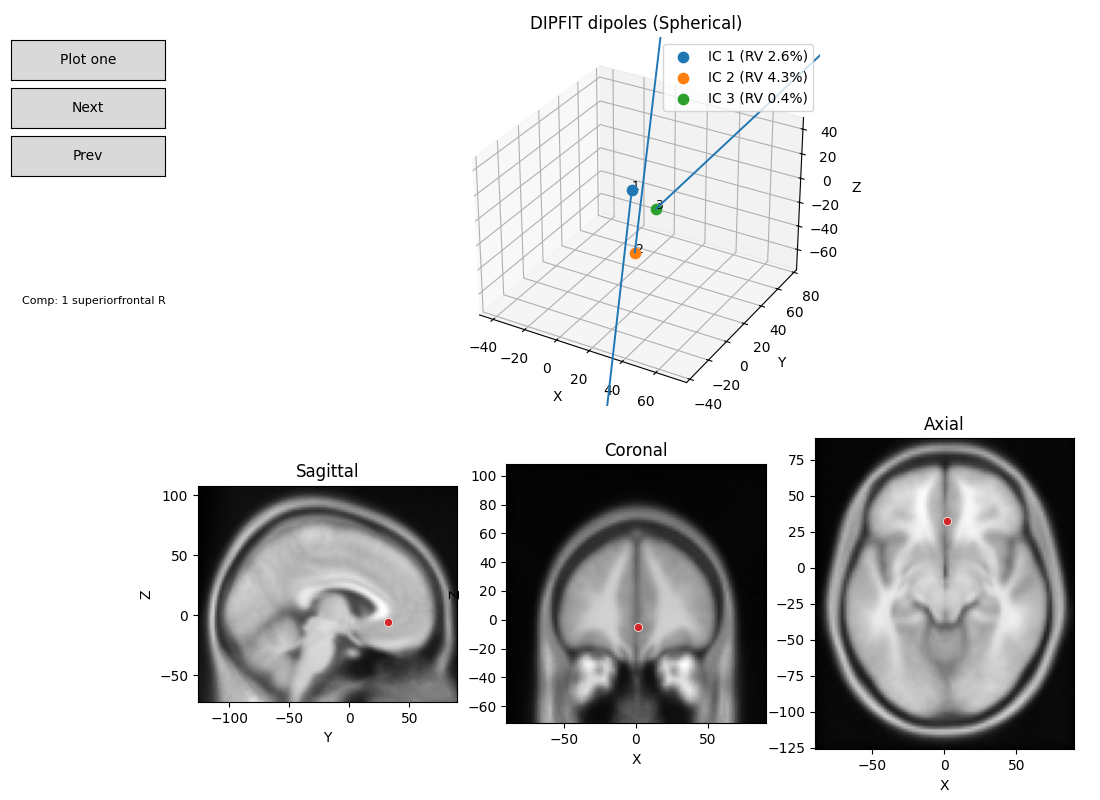 Plot one
Next
Prev
Comp: 1 superiorfrontal R
DIPFIT dipoles (Spherical)
IC 1 (RV 2.6%)
IC 2 (RV 4.3%)
IC 3 (RV 0.4%)
1
3
2
40
20
0
−20
−40
−60
Z
80
60
40
20
0
−20
−40
Y
−40
−20
0
20
40
60
X
Sagittal
100
50
0
−50
Z
−100
−50
0
50
Y
Coronal
100
80
60
40
20
0
−20
−40
−60
Z
−50
0
50
X
Axial
75
50
25
0
−25
−50
−75
−100
−125
−50
0
50
X